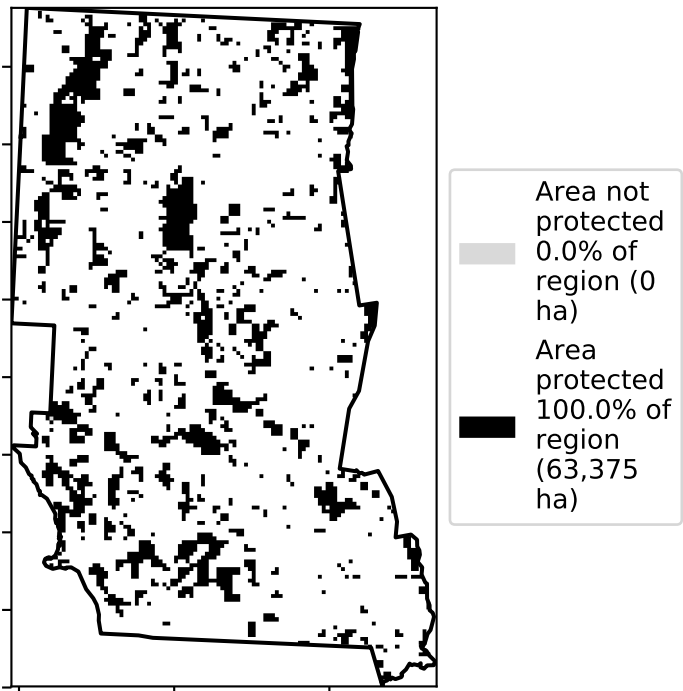 Area not
protected
0.0% of
region (0
ha)
Area
protected
100.0% of
region
(63,375
ha)